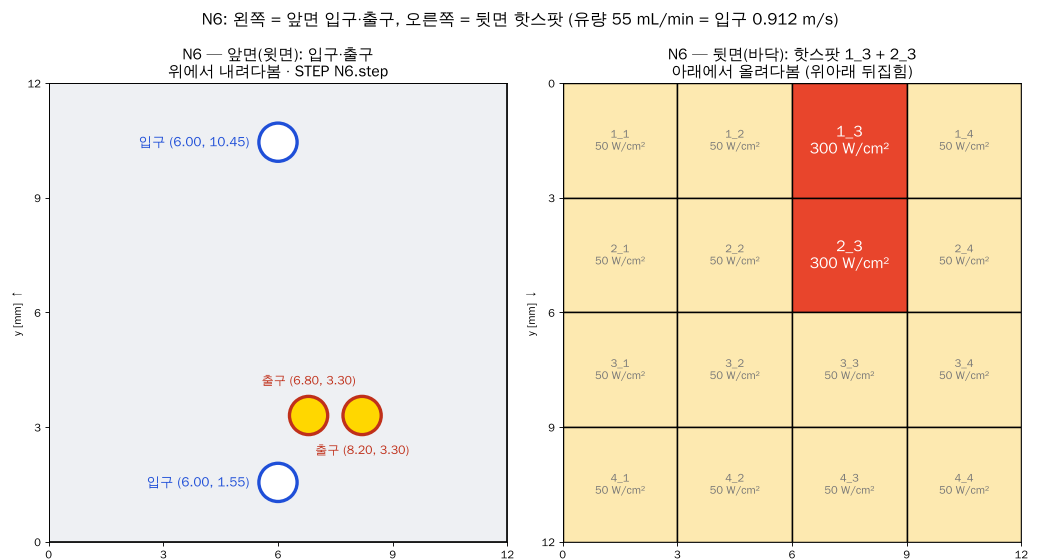 N6: 왼쪽 = 앞면 입구·출구, 오른쪽 = 뒷면 핫스팟 (유량 55 mL/min = 입구 0.912 m/s)
N6 — 앞면(윗면): 입구·출구
위에서 내려다봄 · STEP N6.step
12
9
6
3
0
y [mm] ↑
입구 (6.00, 10.45)
출구 (6.80, 3.30)
출구 (8.20, 3.30)
입구 (6.00, 1.55)
0
3
6
9
12
N6 — 뒷면(바닥): 핫스팟 1_3 + 2_3
아래에서 올려다봄 (위아래 뒤집힘)
0
3
6
9
12
y [mm] ↓
1_1
50 W/cm²
1_2
50 W/cm²
1_3
300 W/cm²
1_4
50 W/cm²
2_1
50 W/cm²
2_2
50 W/cm²
2_3
300 W/cm²
2_4
50 W/cm²
3_1
50 W/cm²
3_2
50 W/cm²
3_3
50 W/cm²
3_4
50 W/cm²
4_1
50 W/cm²
4_2
50 W/cm²
4_3
50 W/cm²
4_4
50 W/cm²
0
3
6
9
12